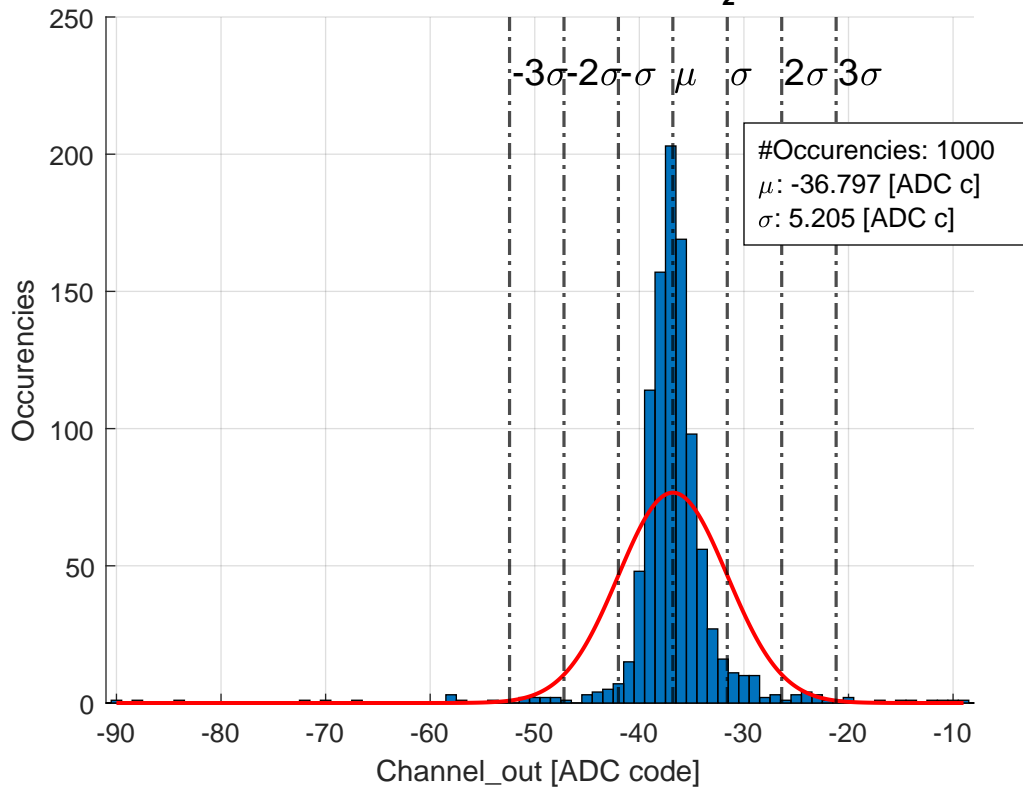 2
250
-3σ -2σ -σ μ σ 2σ 3σ
#Occurencies: 1000
μ: -36.797 [ADC c]
σ: 5.205 [ADC c]
200
150
100
50
0
Occurencies
-90 -80 -70 -60 -50 -40 -30 -20 -10
Channel_out [ADC code]